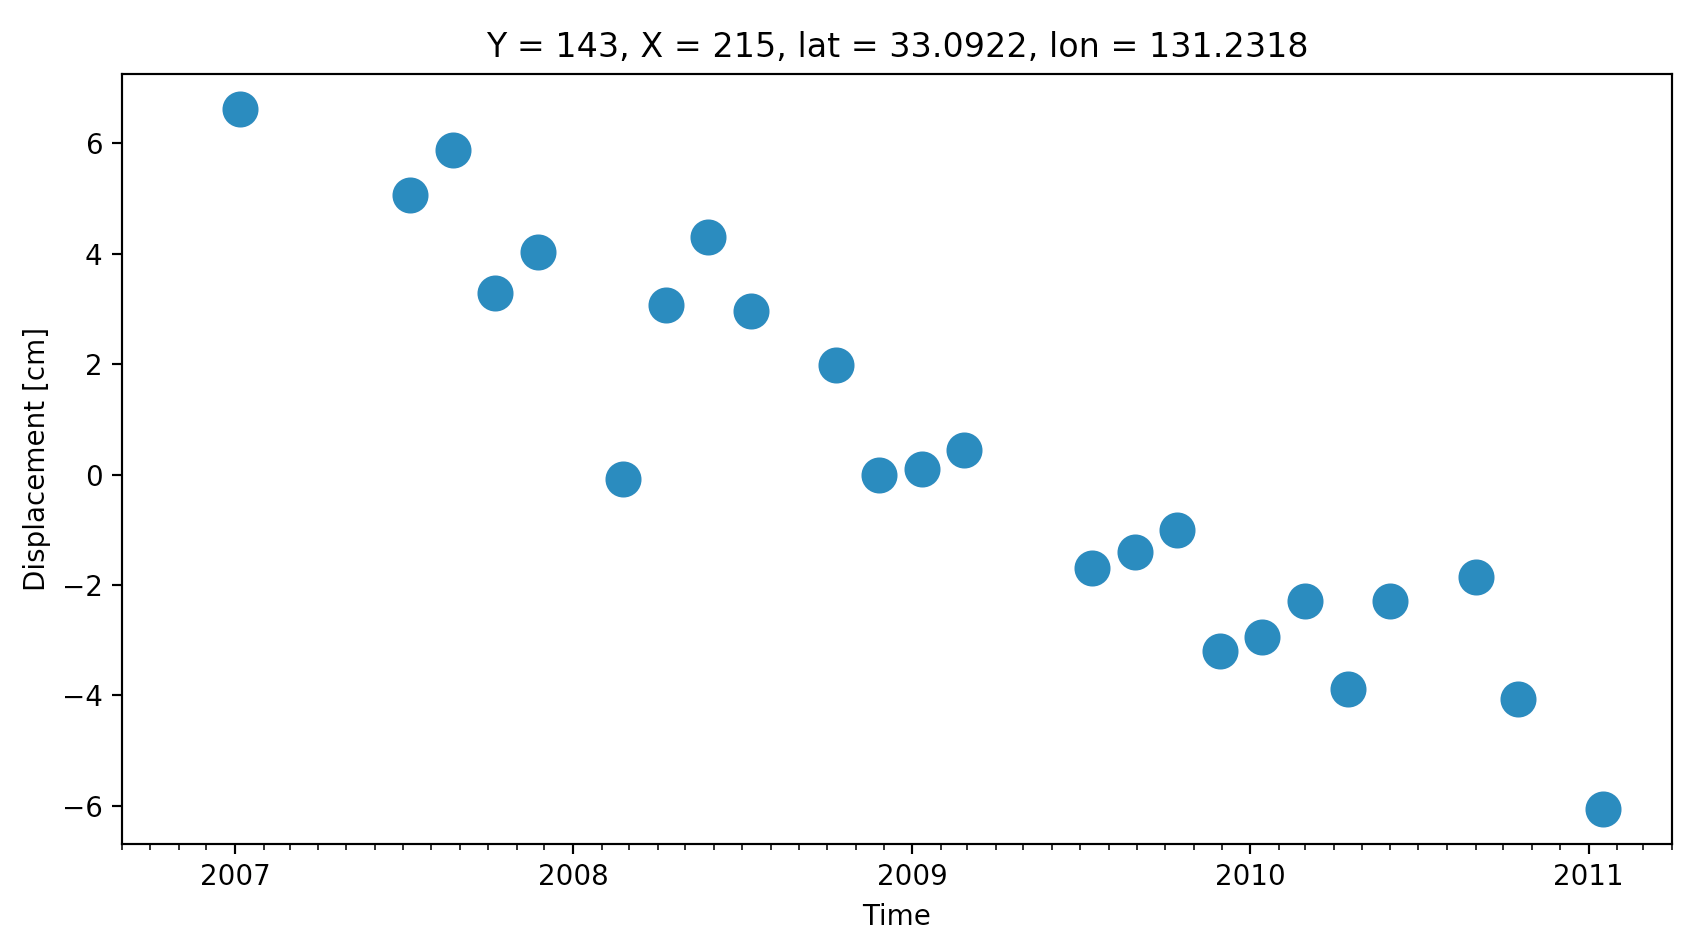 Y = 143, X = 215, lat = 33.0922, lon = 131.2318
Displacement [cm]
6
4
2
0
−2
−4
−6
2007 2008 2009 2010 2011
Time